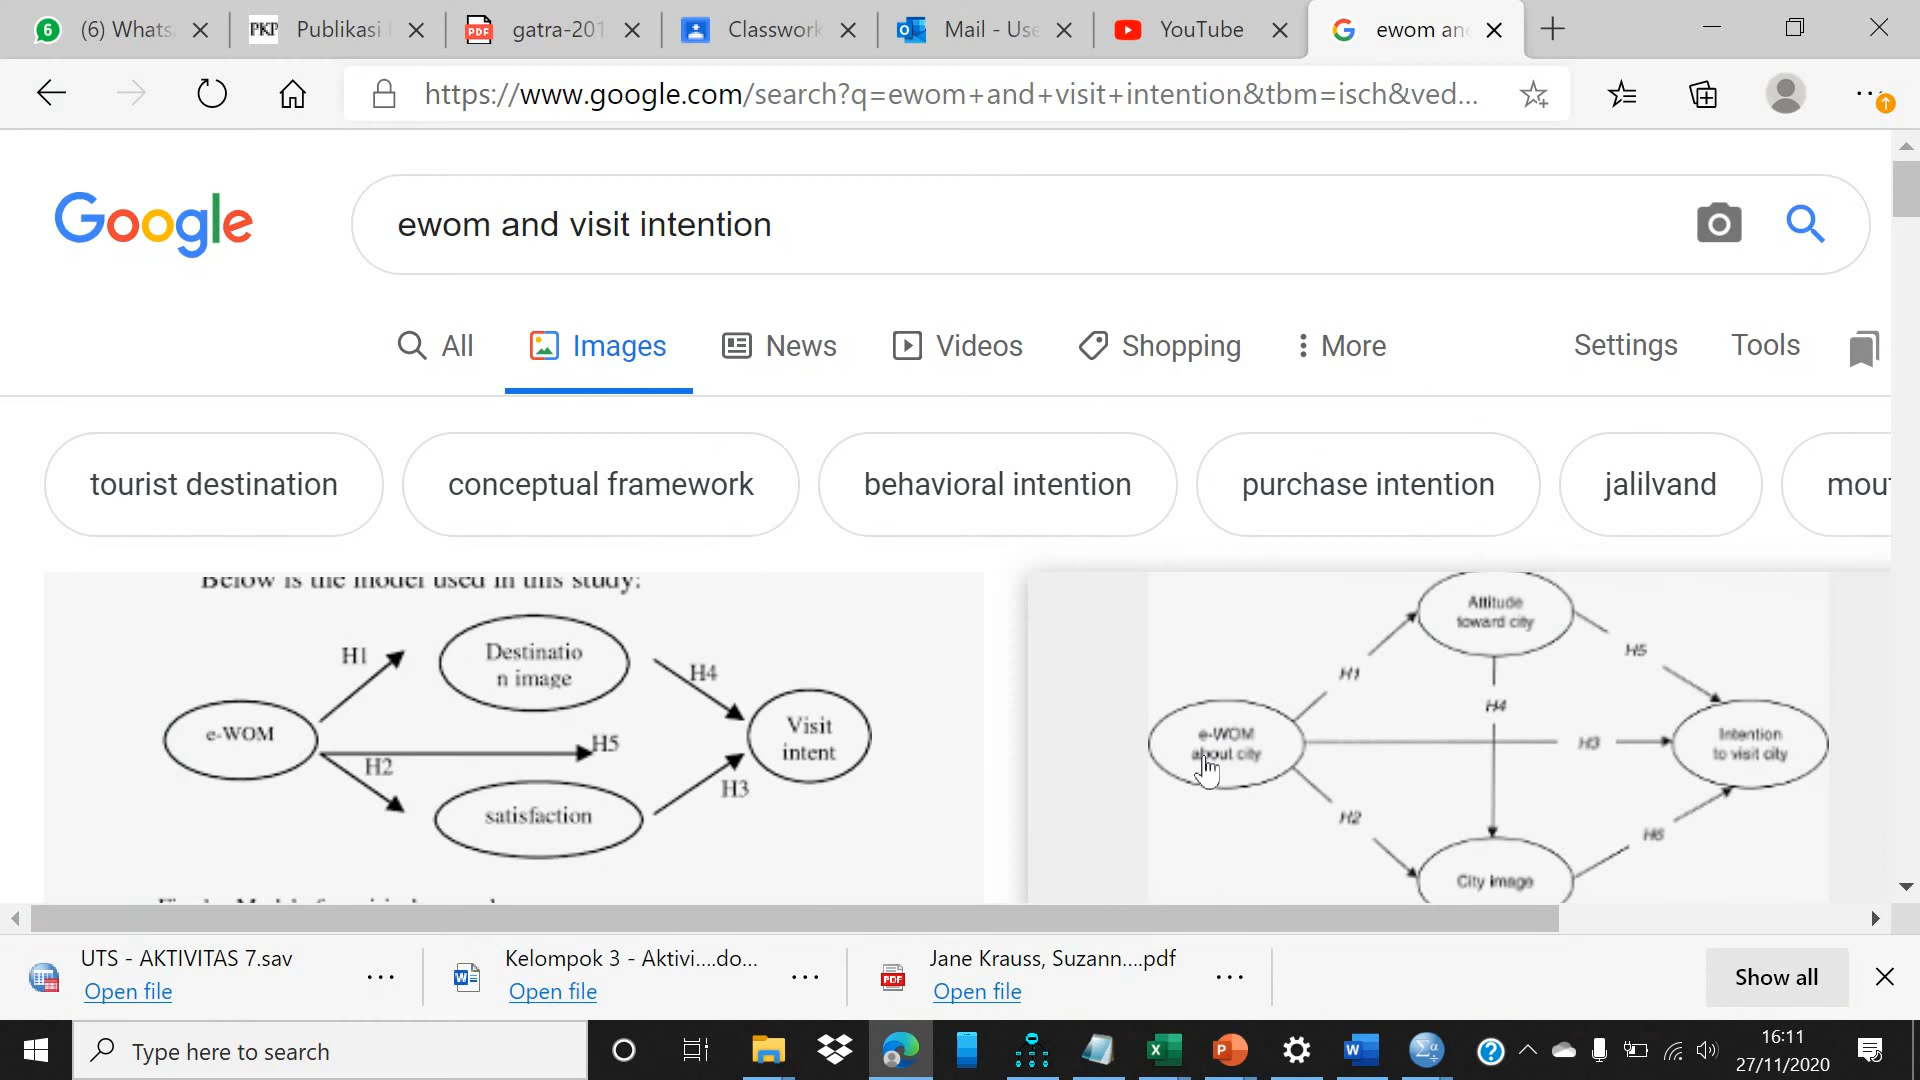 (6) Whats
PKP Publikasi
gatra-201
Classwork
Mail - Use
YouTube
ewom and
https://www.google.com/search?q=ewom+and+visit+intention&tbm=isch&ved...
Google
ewom and visit intention
All
Images
News
Videos
Shopping
More
Settings
Tools
tourist destination
conceptual framework
behavioral intention
purchase intention
jalilvand
mou
Below is the model used in this study:
H1
Destinatio
n image
H4
e-WOM
Visit
intent
H5
H2
H3
satisfaction
Attitude
toward city
H5
H1
H4
e-WOM
about city
H3
Intention
to visit city
H2
H6
City image
UTS - AKTIVITAS 7.sav
Open file
Kelompok 3 - Aktivi....do...
Open file
Jane Krauss, Suzann....pdf
Open file
Show all
Type here to search
16:11
27/11/2020